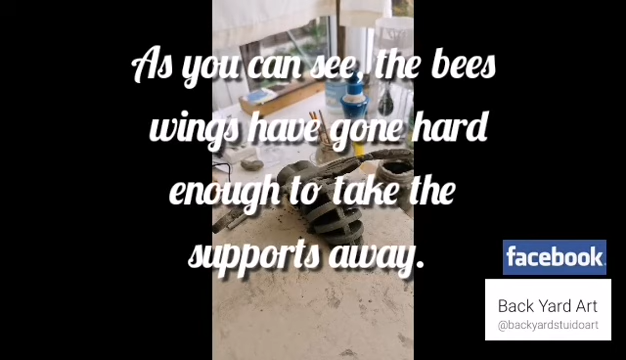 As you can see, the bees
wings have gone hard
enough to take the
supports away.
facebook.
Back Yard Art
@backyardstuidoart